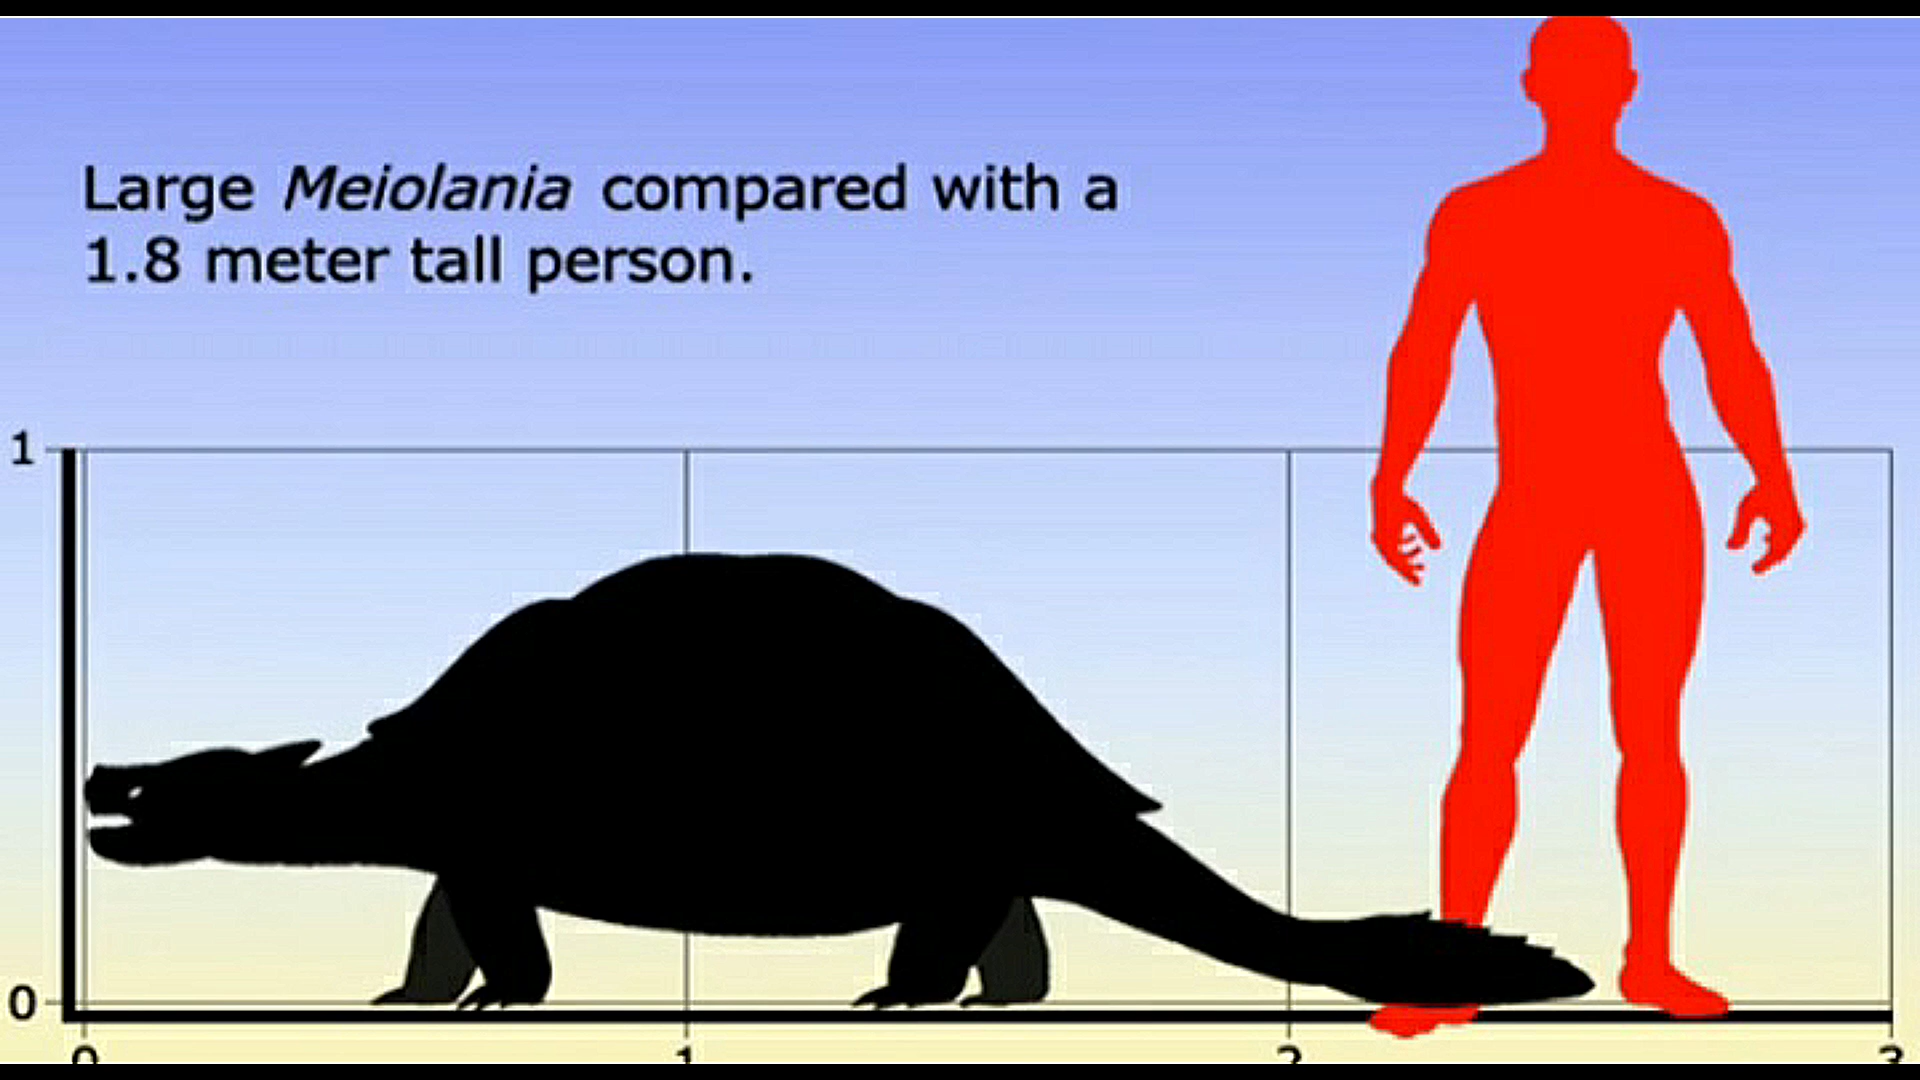 Large Meiolania compared with a
1.8 meter tall person.
1
0
0 1 2 3